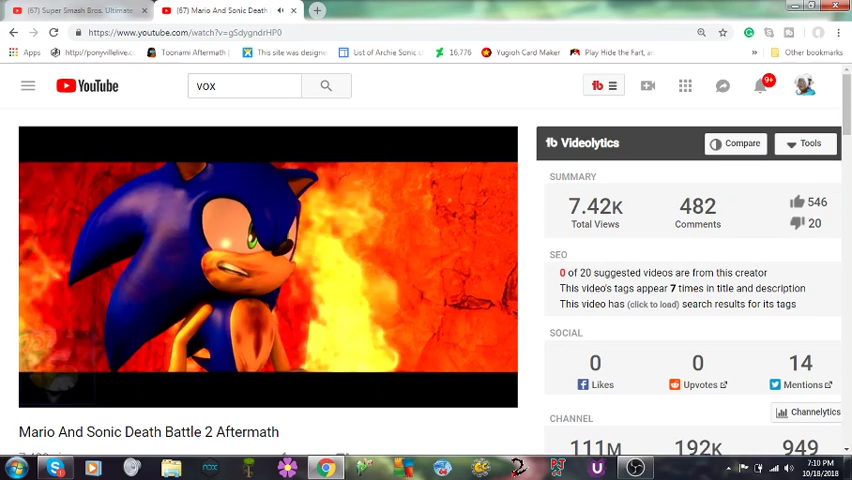 (67) Super Smash Bros. Ultimate
(67) Mario And Sonic Death
https://www.youtube.com/watch?v=gSdygndrHP0
Apps
http://ponyvillelive.c
Toonami Aftermath
This site was designe
List of Archie Sonic c
16,776
Yugioh Card Maker
Play Hide the Fart, an
Other bookmarks
YouTube
vox
9+
Videolytics
Compare
Tools
SUMMARY
7.42K
482
546
Total Views
Comments
20
SEO
0 of 20 suggested videos are from this creator
This video's tags appear 7 times in title and description
This video has (click to load) search results for its tags
SOCIAL
0
0
14
Likes
Upvotes
Mentions
Channelytics
CHANNEL
111M
192K
949
Mario And Sonic Death Battle 2 Aftermath
7:10 PM
10/18/2018